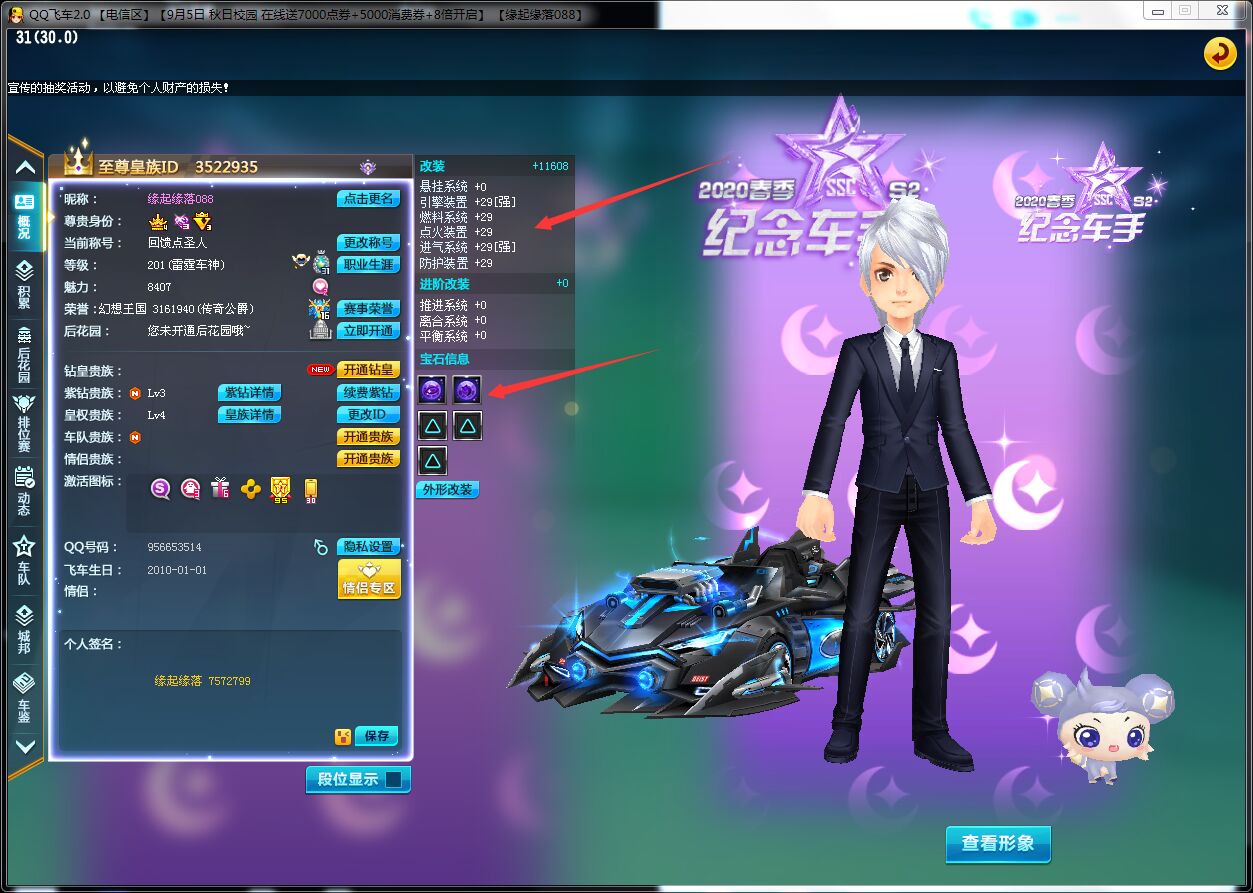 QQ飞车2.0 【电信区】【9月5日 秋日校园 在线送7000点券+5000消费券+8倍开启】 【缘起缘落088】
31(30.0)
宣传的抽奖活动，以避免个人财产的损失！
至尊皇族ID 3522935
概况
积累
后花园
排位赛
动态
车队
城邦
车鉴
昵称： 缘起缘落088 点击更名
尊贵身份： 4 3 3
当前称号： 回馈点圣人 更改称号
等级： 201 (雷霆车神) 31 职业生涯
魅力： 8407
荣誉：幻想王国 3161940 (传奇公爵) 16 赛事荣誉
后花园： 您未开通后花园哦~ 立即开通
钻皇贵族： NEW 开通钻皇
紫钻贵族： N Lv3 紫钻详情 续费紫钻
皇权贵族： Lv4 皇族详情 更改ID
车队贵族： N 开通贵族
情侣贵族： 开通贵族
激活图标： S 6 95 30
QQ号码： 956653514 隐私设置
飞车生日： 2010-01-01
情侣： 情侣专区
个人签名：
缘起缘落 7572799
保存
段位显示
改装 +11608
悬挂系统 +0
引擎装置 +29[强]
燃料系统 +29
点火装置 +29
进气系统 +29[强]
防护装置 +29
进阶改装 +0
推进系统 +0
离合系统 +0
平衡系统 +0
宝石信息
外形改装
2020春季 SSC S2
纪念车手
2020春季 SSC S2
纪念车手
BEIST
查看形象